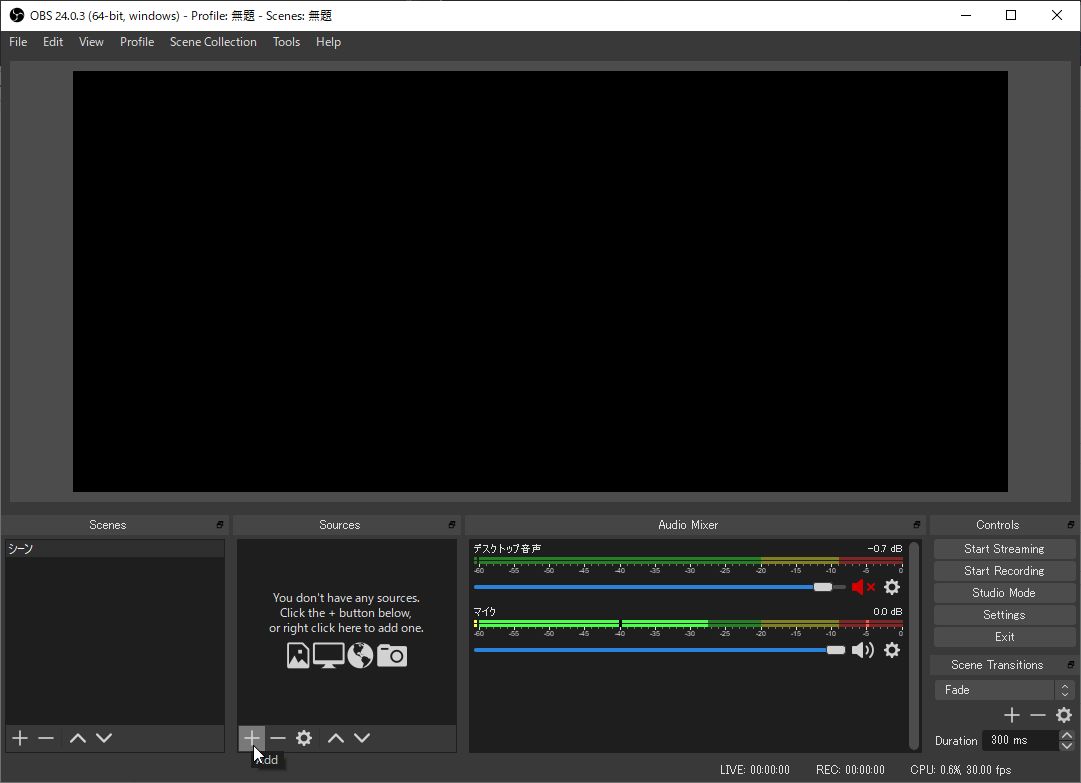 OBS 24.0.3 (64-bit, windows) - Profile: 無題 - Scenes: 無題
File Edit View Profile Scene Collection Tools Help
Scenes
シーン
Sources
You don't have any sources.
Click the + button below,
or right click here to add one.
Add
Audio Mixer
デスクトップ音声 -0.7 dB
-60 -55 -50 -45 -40 -35 -30 -25 -20 -15 -10 -5 0
マイク 0.0 dB
-60 -55 -50 -45 -40 -35 -30 -25 -20 -15 -10 -5 0
Controls
Start Streaming
Start Recording
Studio Mode
Settings
Exit
Scene Transitions
Fade
Duration 300 ms
LIVE: 00:00:00 REC: 00:00:00 CPU: 0.6%, 30.00 fps